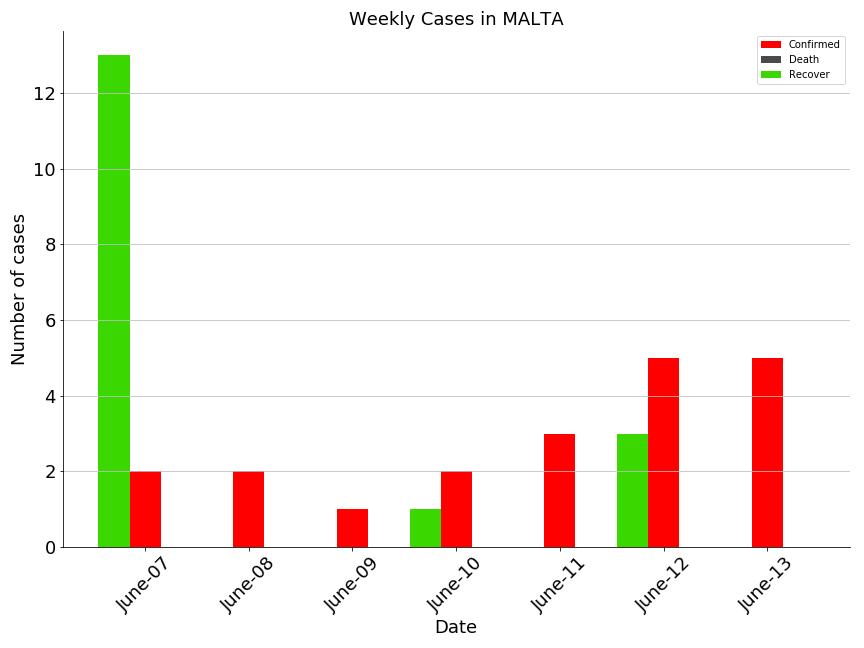 Weekly Cases in MALTA
Confirmed
Death
Recover
Number of cases
12
10
8
6
4
2
0
June-07
June-08
June-09
June-10
June-11
June-12
June-13
Date